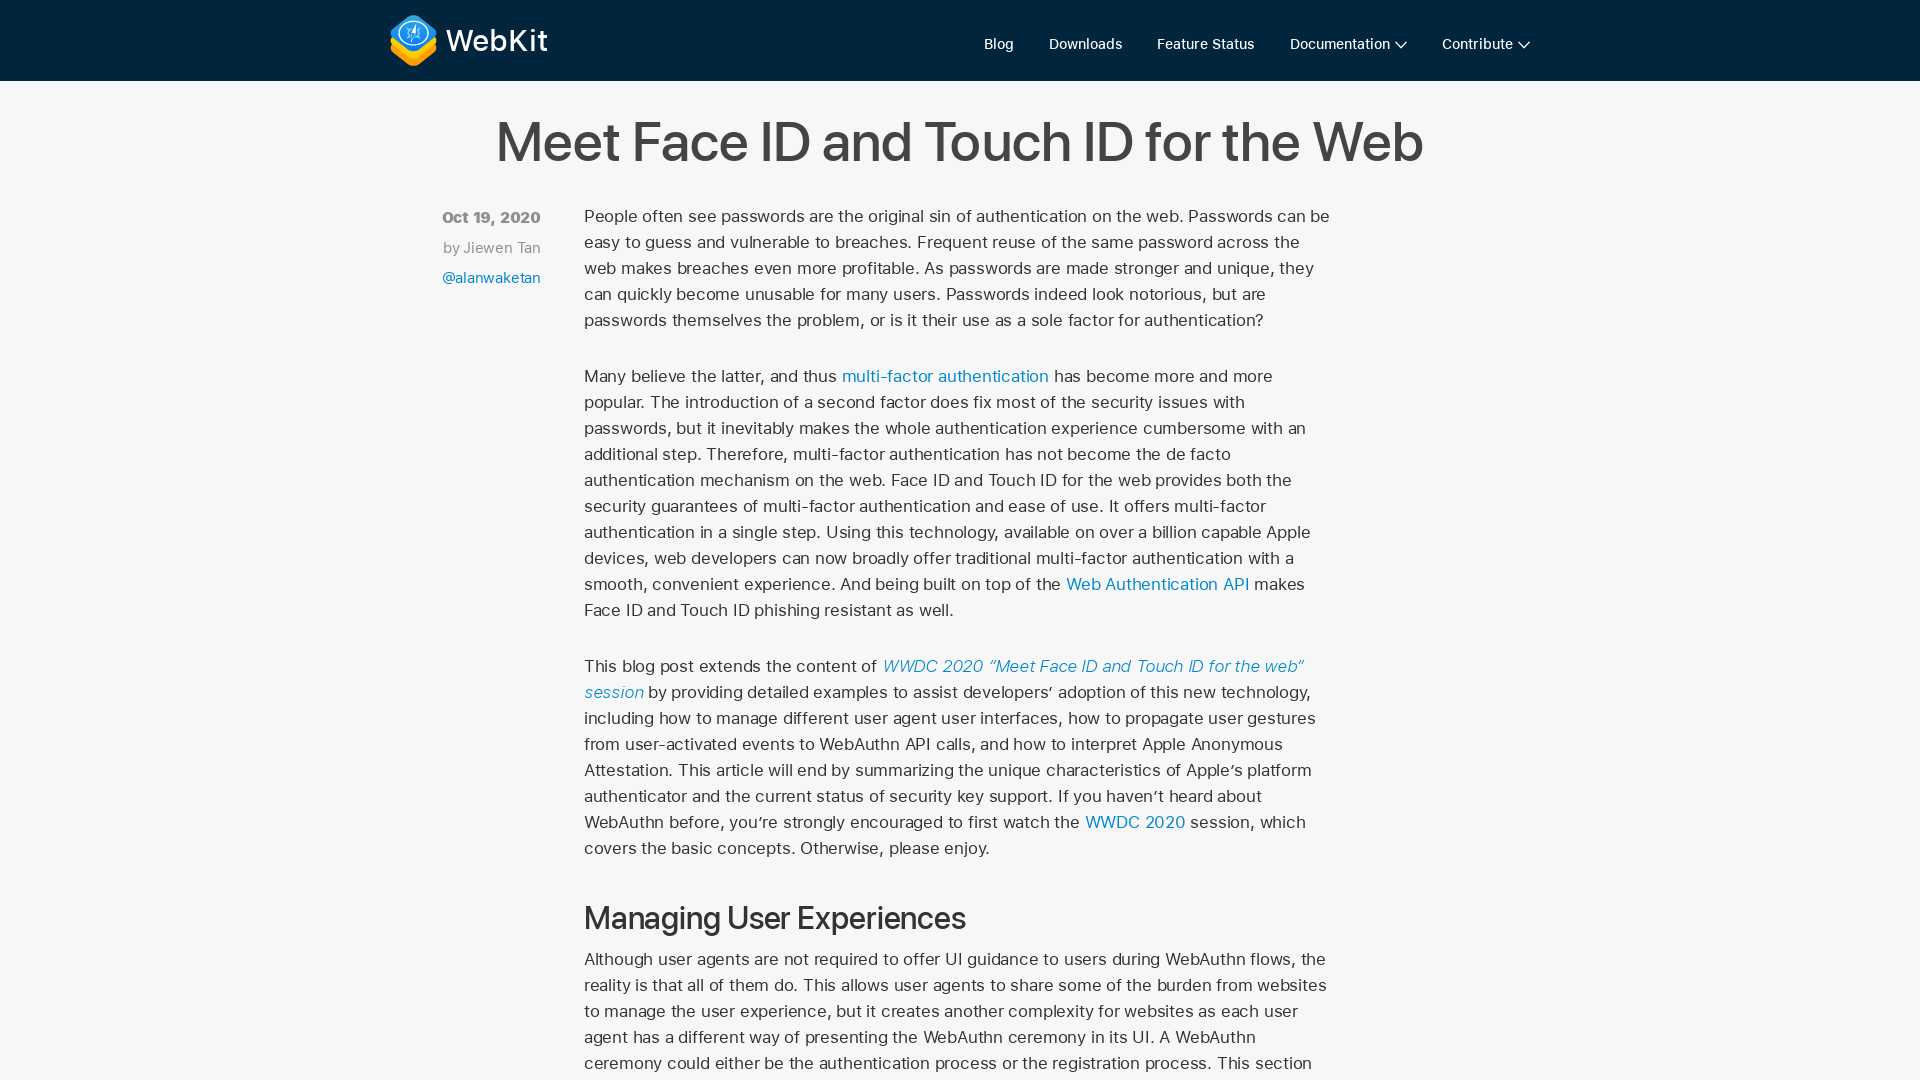 WebKit
Blog
Downloads
Feature Status
Documentation
Contribute
Meet Face ID and Touch ID for the Web
Oct 19, 2020
by Jiewen Tan
@alanwaketan
People often see passwords are the original sin of authentication on the web. Passwords can be
easy to guess and vulnerable to breaches. Frequent reuse of the same password across the
web makes breaches even more profitable. As passwords are made stronger and unique, they
can quickly become unusable for many users. Passwords indeed look notorious, but are
passwords themselves the problem, or is it their use as a sole factor for authentication?
Many believe the latter, and thus multi-factor authentication has become more and more
popular. The introduction of a second factor does fix most of the security issues with
passwords, but it inevitably makes the whole authentication experience cumbersome with an
additional step. Therefore, multi-factor authentication has not become the de facto
authentication mechanism on the web. Face ID and Touch ID for the web provides both the
security guarantees of multi-factor authentication and ease of use. It offers multi-factor
authentication in a single step. Using this technology, available on over a billion capable Apple
devices, web developers can now broadly offer traditional multi-factor authentication with a
smooth, convenient experience. And being built on top of the Web Authentication API makes
Face ID and Touch ID phishing resistant as well.
This blog post extends the content of WWDC 2020 “Meet Face ID and Touch ID for the web”
session by providing detailed examples to assist developers’ adoption of this new technology,
including how to manage different user agent user interfaces, how to propagate user gestures
from user-activated events to WebAuthn API calls, and how to interpret Apple Anonymous
Attestation. This article will end by summarizing the unique characteristics of Apple’s platform
authenticator and the current status of security key support. If you haven’t heard about
WebAuthn before, you’re strongly encouraged to first watch the WWDC 2020 session, which
covers the basic concepts. Otherwise, please enjoy.
Managing User Experiences
Although user agents are not required to offer UI guidance to users during WebAuthn flows, the
reality is that all of them do. This allows user agents to share some of the burden from websites
to manage the user experience, but it creates another complexity for websites as each user
agent has a different way of presenting the WebAuthn ceremony in its UI. A WebAuthn
ceremony could either be the authentication process or the registration process. This section